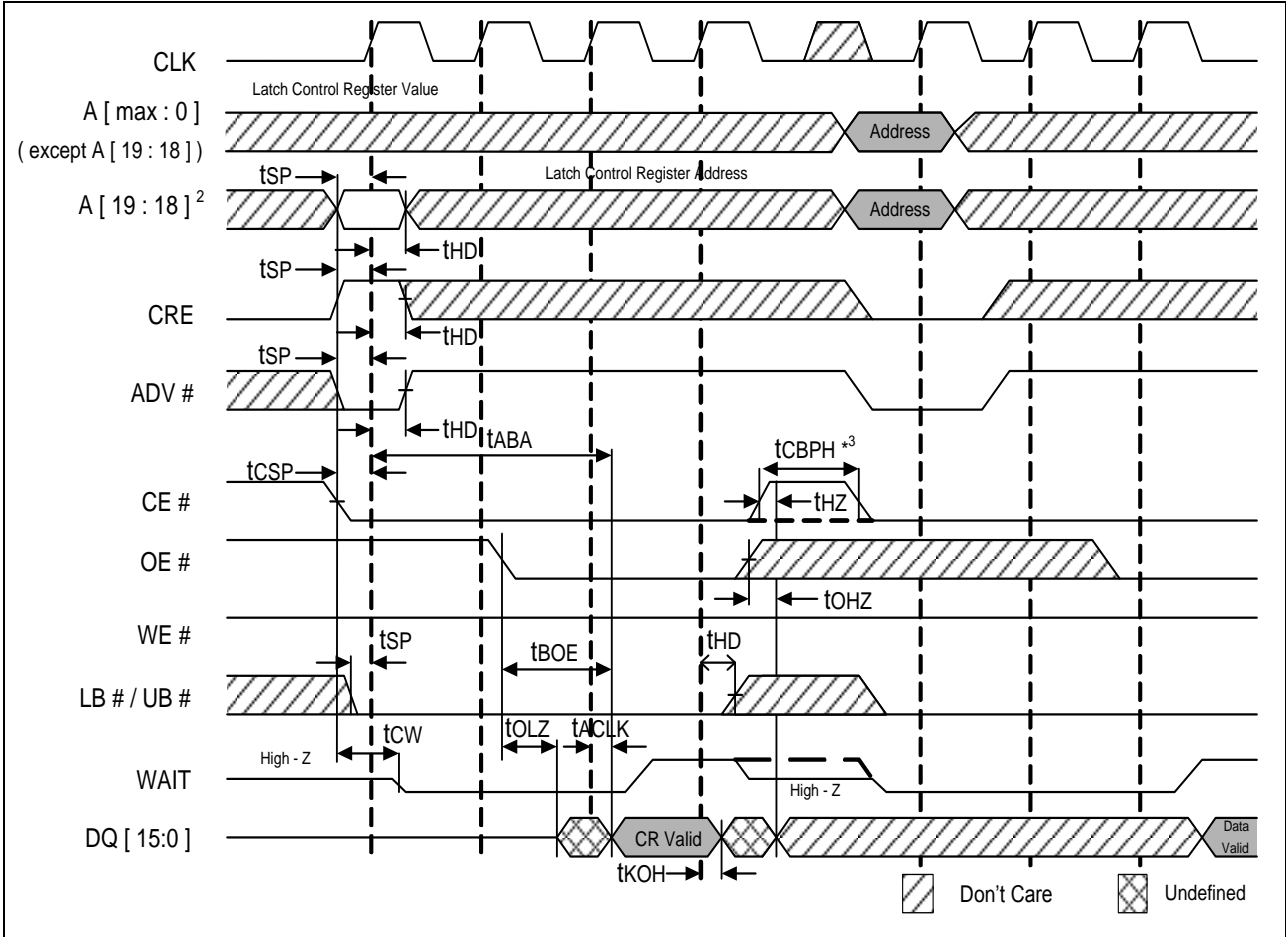 CLK
Latch Control Register Value
A [ max : 0 ]
( except A [ 19 : 18 ] )
Address
tSP
Latch Control Register Address
A [ 19 : 18 ] 2
Address
tHD
tSP
CRE
tHD
tSP
ADV #
tHD
tABA
tCSP
tCBPH *3
CE #
tHZ
OE #
tOHZ
WE #
tSP
tBOE
tHD
LB # / UB #
tCW
tOLZ
tACLK
High - Z
WAIT
High - Z
DQ [ 15:0 ]
CR Valid
Data
Valid
tKOH
Don't Care
Undefined